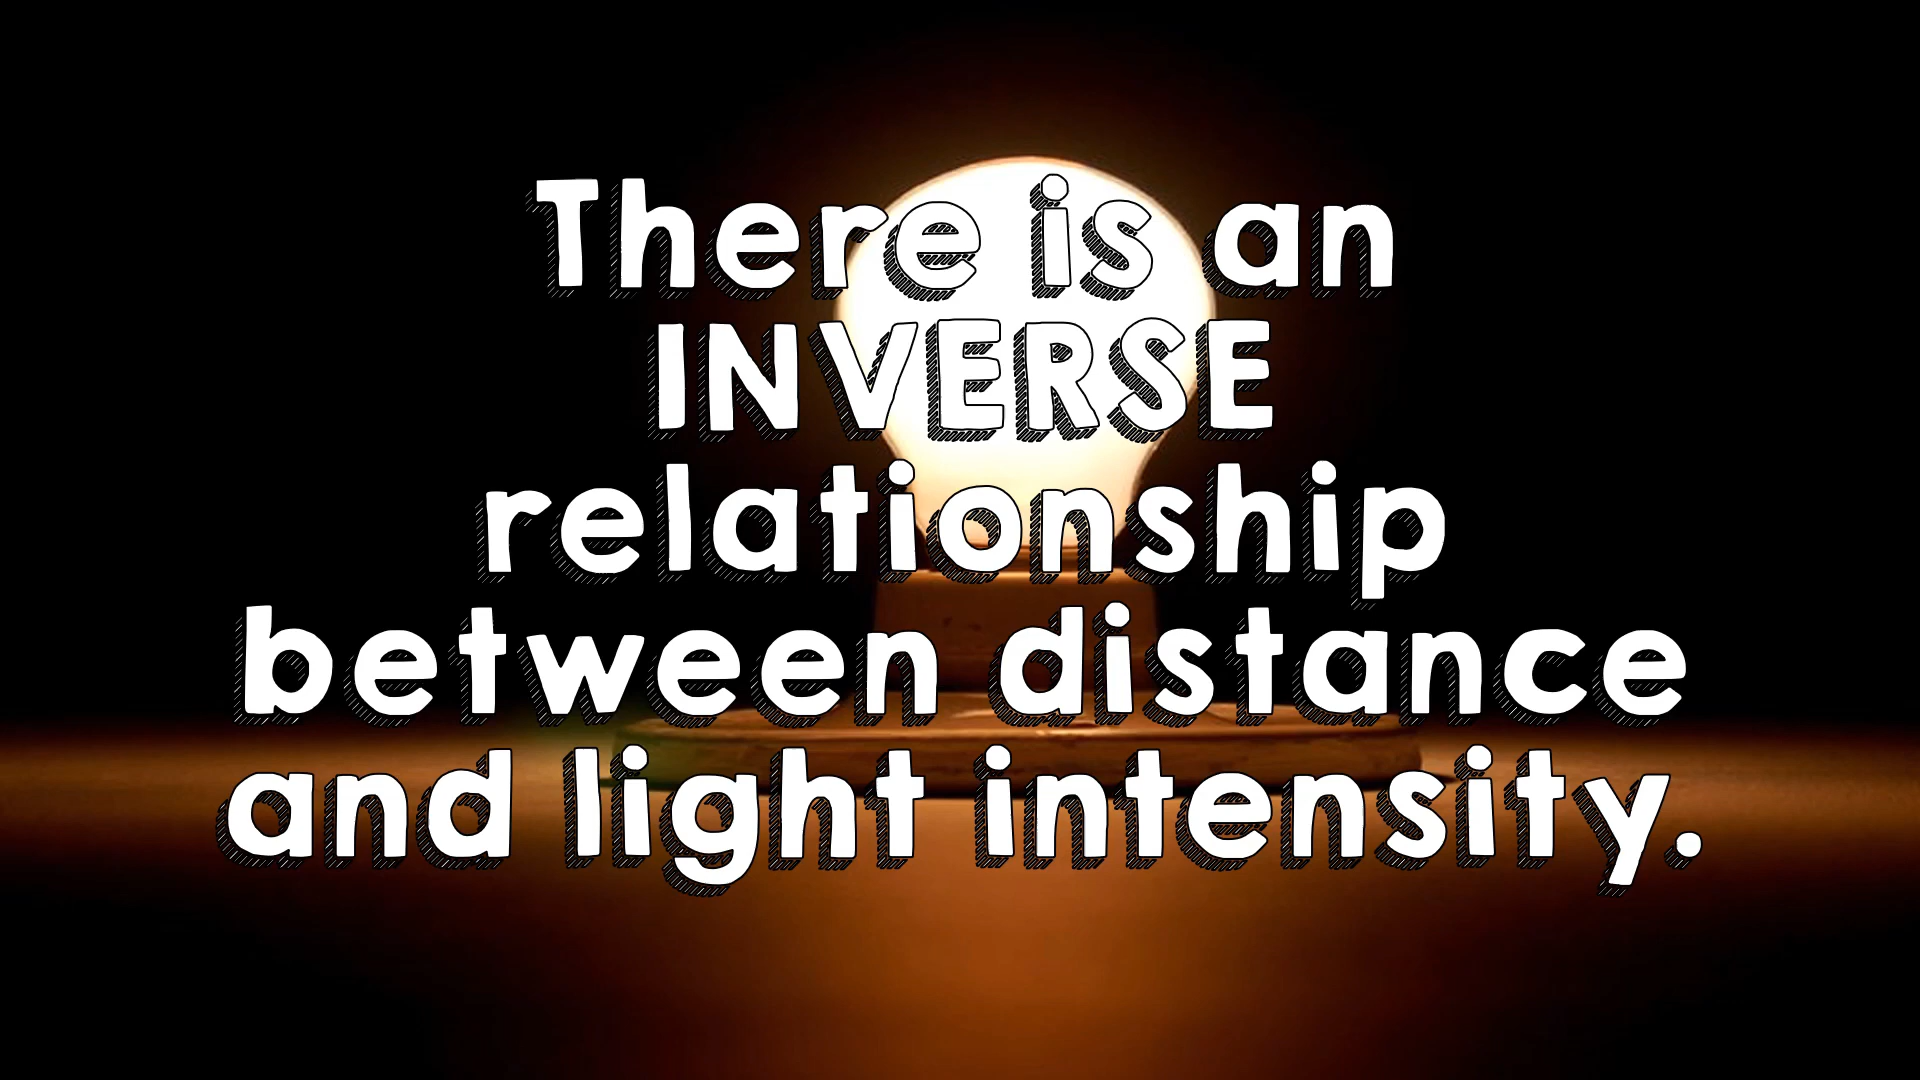 There is an
INVERSE
relationship
between distance
and light intensity.